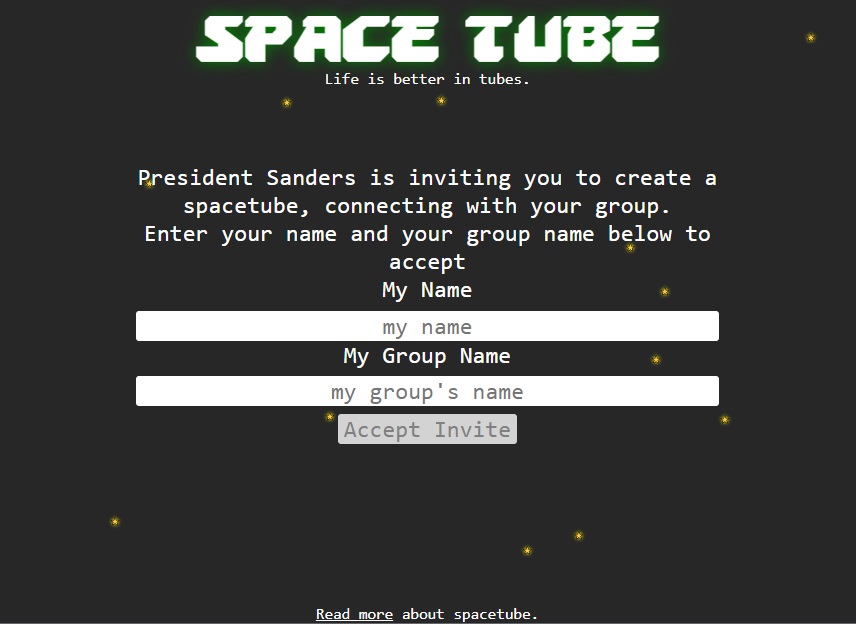 SPACE TUBE
Life is better in tubes.
President Sanders is inviting you to create a
spacetube, connecting with your group.
Enter your name and your group name below to
accept
My Name
my name
My Group Name
my group's name
Accept Invite
Read more about spacetube.